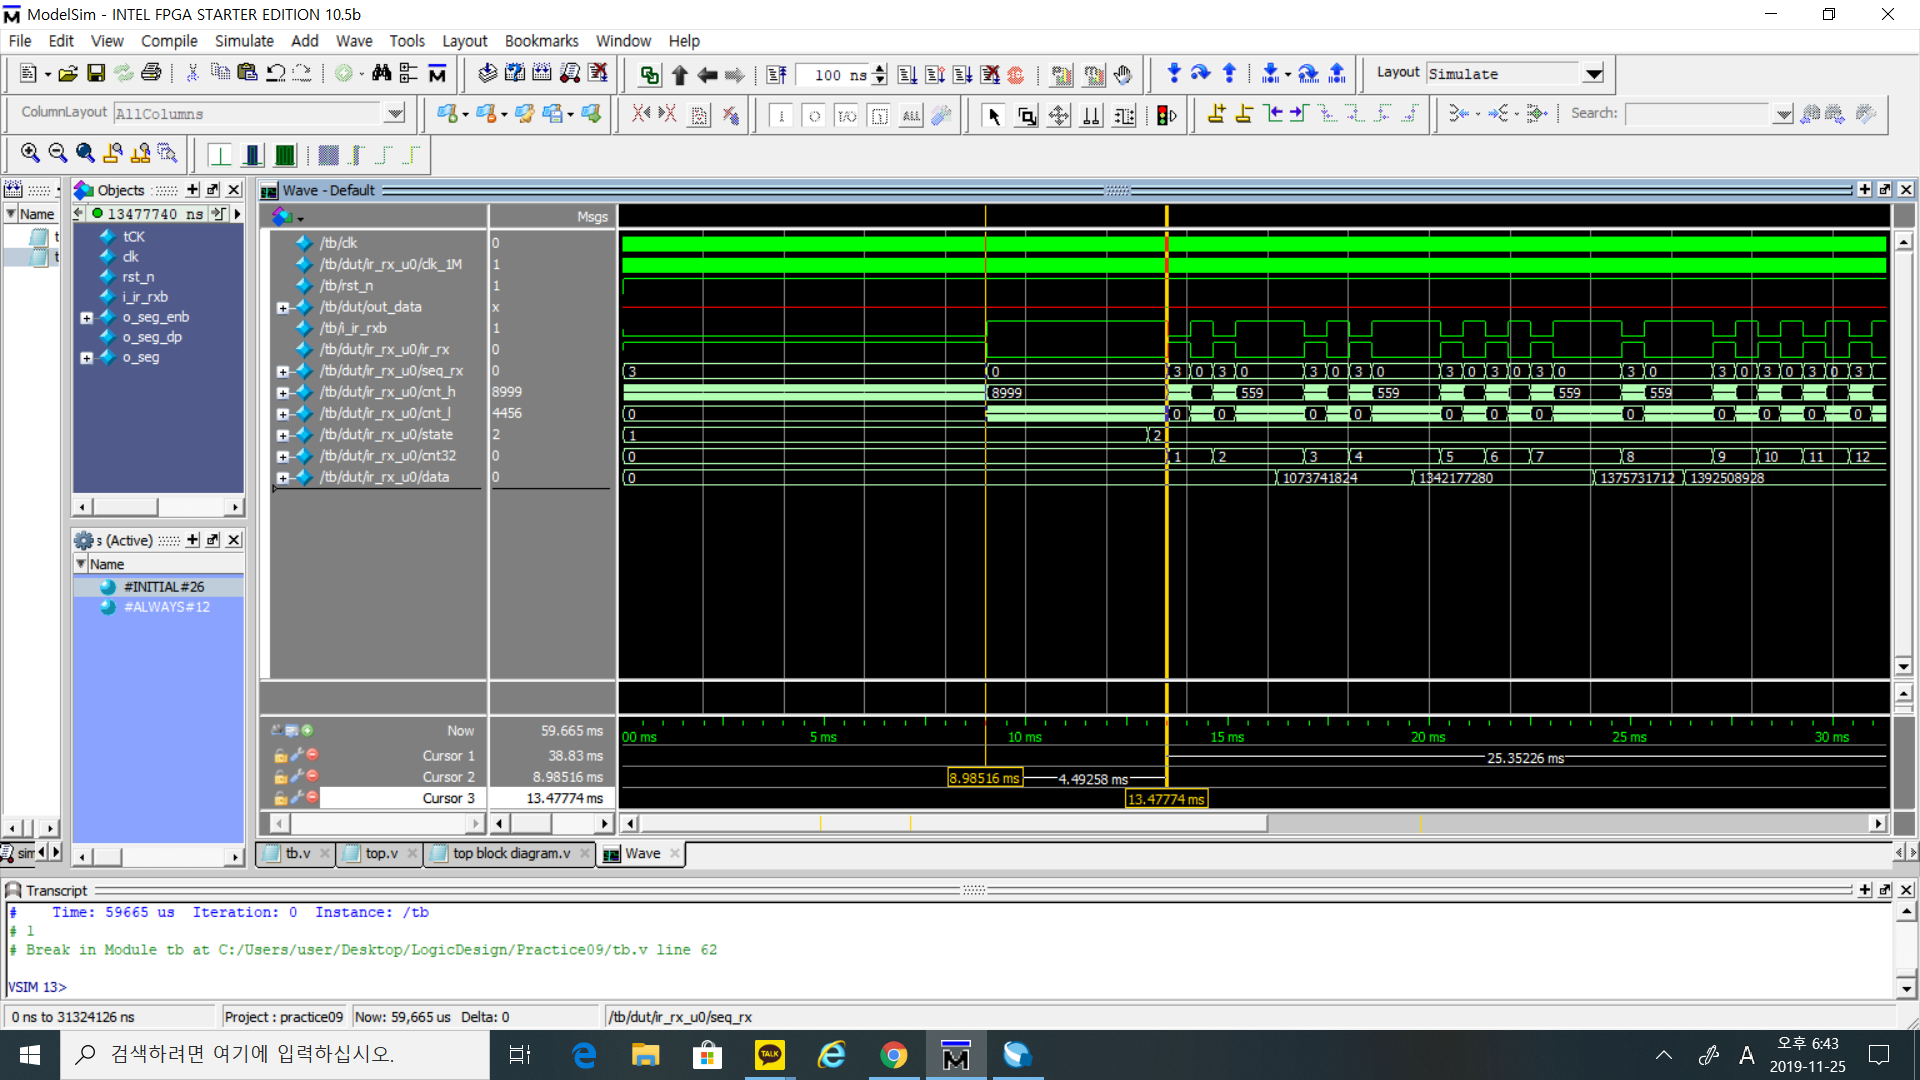 ModelSim - INTEL FPGA STARTER EDITION 10.5b
File Edit View Compile Simulate Add Wave Tools Layout Bookmarks Window Help
100 ns
Layout Simulate
ColumnLayout AllColumns
Search:
Objects
Wave - Default
Name
13477740 ns
Msgs
tCK
clk
rst_n
i_ir_rxb
o_seg_enb
o_seg_dp
o_seg
/tb/clk 0
/tb/dut/ir_rx_u0/clk_1M 1
/tb/rst_n 1
/tb/dut/out_data x
/tb/i_ir_rxb 1
/tb/dut/ir_rx_u0/ir_rx 0
/tb/dut/ir_rx_u0/seq_rx 0 3 0 3 0 3 0 3 0 3 0 3 0 3 0 3 0 3 0 3 0 3 0 3 0 3
/tb/dut/ir_rx_u0/cnt_h 8999 8999 559 559 559 559
/tb/dut/ir_rx_u0/cnt_l 4456 0 0 0 0 0 0 0 0 0 0 0 0 0
/tb/dut/ir_rx_u0/state 2 1 2
/tb/dut/ir_rx_u0/cnt32 0 0 1 2 3 4 5 6 7 8 9 10 11 12
/tb/dut/ir_rx_u0/data 0 0 1073741824 1342177280 1375731712 1392508928
s (Active)
Name
#INITIAL#26
#ALWAYS#12
Now 59.665 ms 00 ms 5 ms 10 ms 15 ms 20 ms 25 ms 30 ms
Cursor 1 38.83 ms 25.35226 ms
Cursor 2 8.98516 ms 8.98516 ms 4.49258 ms
Cursor 3 13.47774 ms 13.47774 ms
sim
tb.v top.v top block diagram.v Wave
Transcript
# Time: 59665 us Iteration: 0 Instance: /tb
# 1
# Break in Module tb at C:/Users/user/Desktop/LogicDesign/Practice09/tb.v line 62
VSIM 13>
0 ns to 31324126 ns Project : practice09 Now: 59,665 us Delta: 0 /tb/dut/ir_rx_u0/seq_rx
검색하려면 여기에 입력하십시오.
TALK
A
오후 6:43
2019-11-25